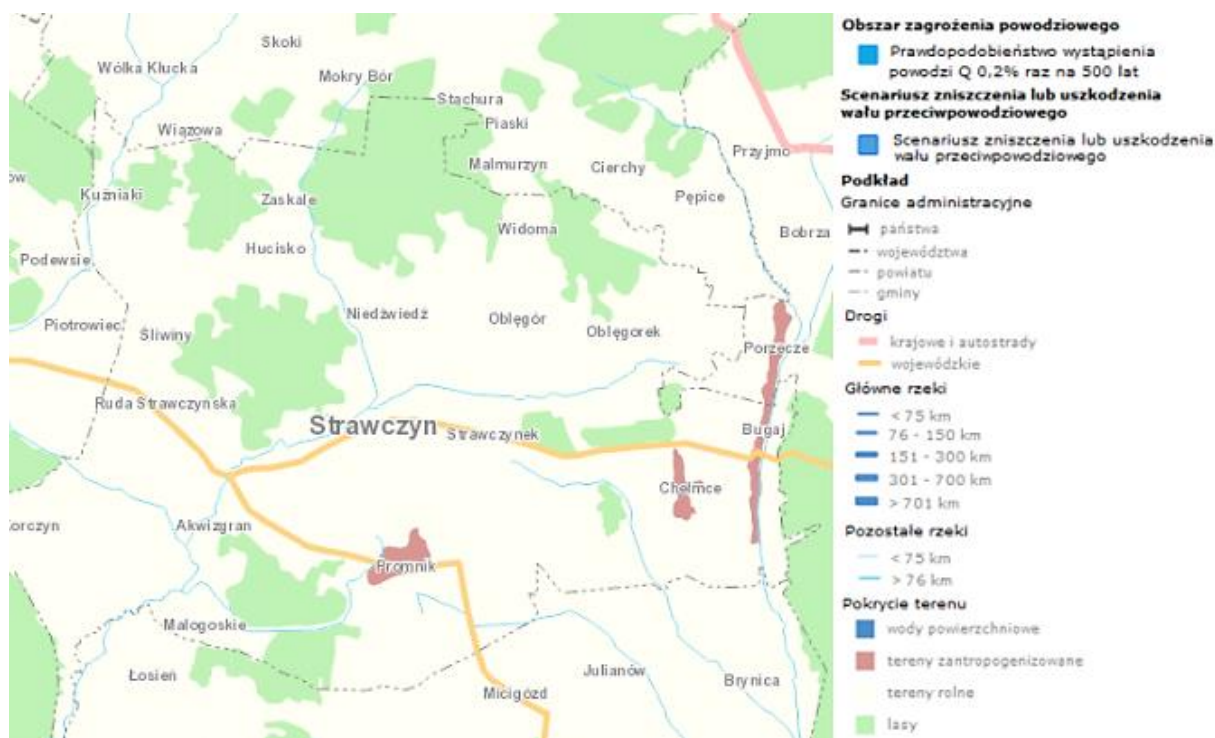 Skoki
Wólka Kłucka
Mokry Bór
Stachura
Piaski
Wiązowa
Przyjmo
Malmurzyn
Cierchy
Kuźniaki
Zaskale
Pępice
Widoma
Bobrza
Hucisko
Podewsie
Niedźwiedź
Oblęgór
Piotrowiec
Śliwiny
Oblęgorek
Porzecze
Ruda Strawczynska
Strawczyn
Strawczynek
Bugaj
Chełmce
orczyn
Akwizgran
Promnik
Małogoskie
Łosień
Julianów
Brynica
Micigózd
Obszar zagrożenia powodziowego
Prawdopodobieństwo wystąpienia
powodzi Q 0,2% raz na 500 lat
Scenariusz zniszczenia lub uszkodzenia
wału przeciwpowodziowego
Scenariusz zniszczenia lub uszkodzenia
wału przeciwpowodziowego
Podkład
Granice administracyjne
państwa
województwa
powiatu
gminy
Drogi
krajowe i autostrady
wojewódzkie
Główne rzeki
< 75 km
76 - 150 km
151 - 300 km
301 - 700 km
> 701 km
Pozostałe rzeki
< 75 km
> 76 km
Pokrycie terenu
wody powierzchniowe
tereny zantropogenizowane
tereny rolne
lasy